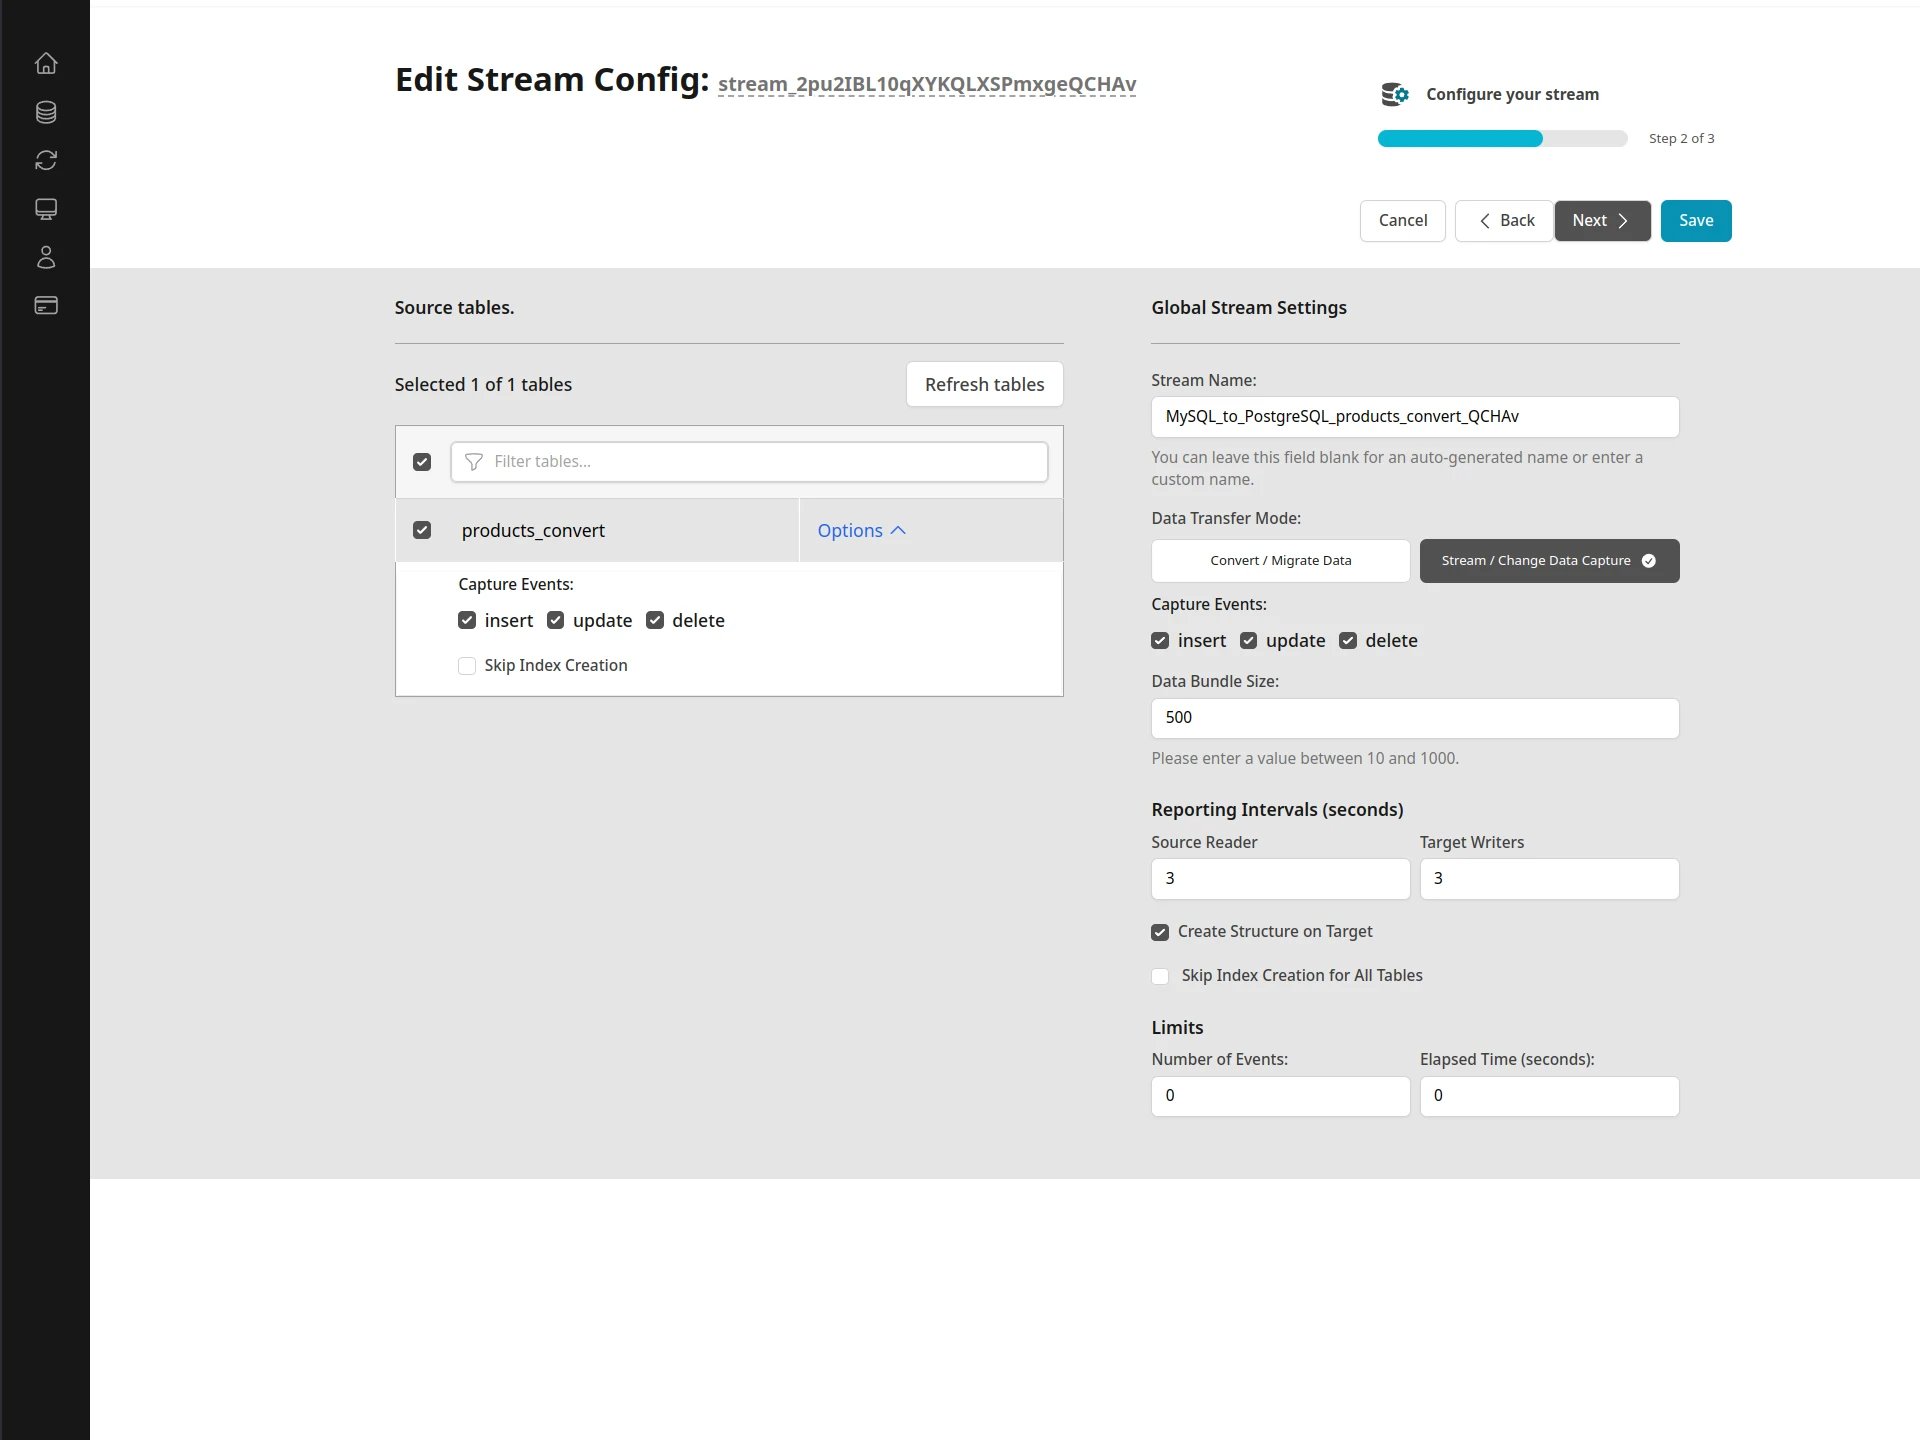 Edit Stream Config: stream_2pu2IBL10qXYKQLXSPmxgeQCHAv
Configure your stream
Step 2 of 3
Cancel
Back
Next
Save
Source tables.
Selected 1 of 1 tables
Refresh tables
Filter tables...
products_convert
Options
Capture Events:
insert update delete
Skip Index Creation
Global Stream Settings
Stream Name:
MySQL_to_PostgreSQL_products_convert_QCHAv
You can leave this field blank for an auto-generated name or enter a
custom name.
Data Transfer Mode:
Convert / Migrate Data
Stream / Change Data Capture
Capture Events:
insert update delete
Data Bundle Size:
500
Please enter a value between 10 and 1000.
Reporting Intervals (seconds)
Source Reader
Target Writers
3
3
Create Structure on Target
Skip Index Creation for All Tables
Limits
Number of Events:
Elapsed Time (seconds):
0
0